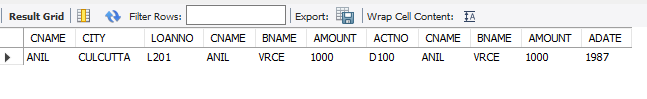 Result Grid Filter Rows: Export: Wrap Cell Content: IA
CNAME CITY LOANNO CNAME BNAME AMOUNT ACTNO CNAME BNAME AMOUNT ADATE
ANIL CULCUTTA L201 ANIL VRCE 1000 D100 ANIL VRCE 1000 1987